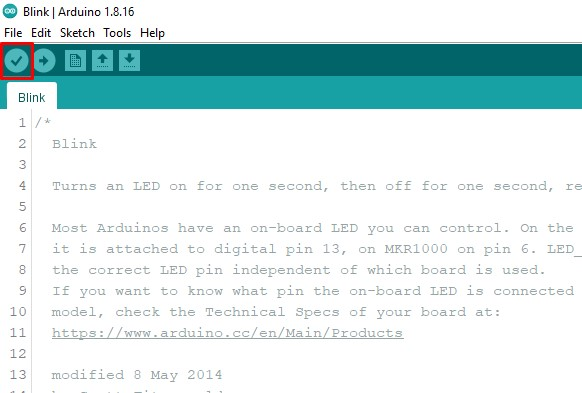 Blink | Arduino 1.8.16
File Edit Sketch Tools Help
Blink
1 /*
2 Blink
3
4 Turns an LED on for one second, then off for one second, re
5
6 Most Arduinos have an on-board LED you can control. On the
7 it is attached to digital pin 13, on MKR1000 on pin 6. LED_
8 the correct LED pin independent of which board is used.
9 If you want to know what pin the on-board LED is connected
10 model, check the Technical Specs of your board at:
11 https://www.arduino.cc/en/Main/Products
12
13 modified 8 May 2014